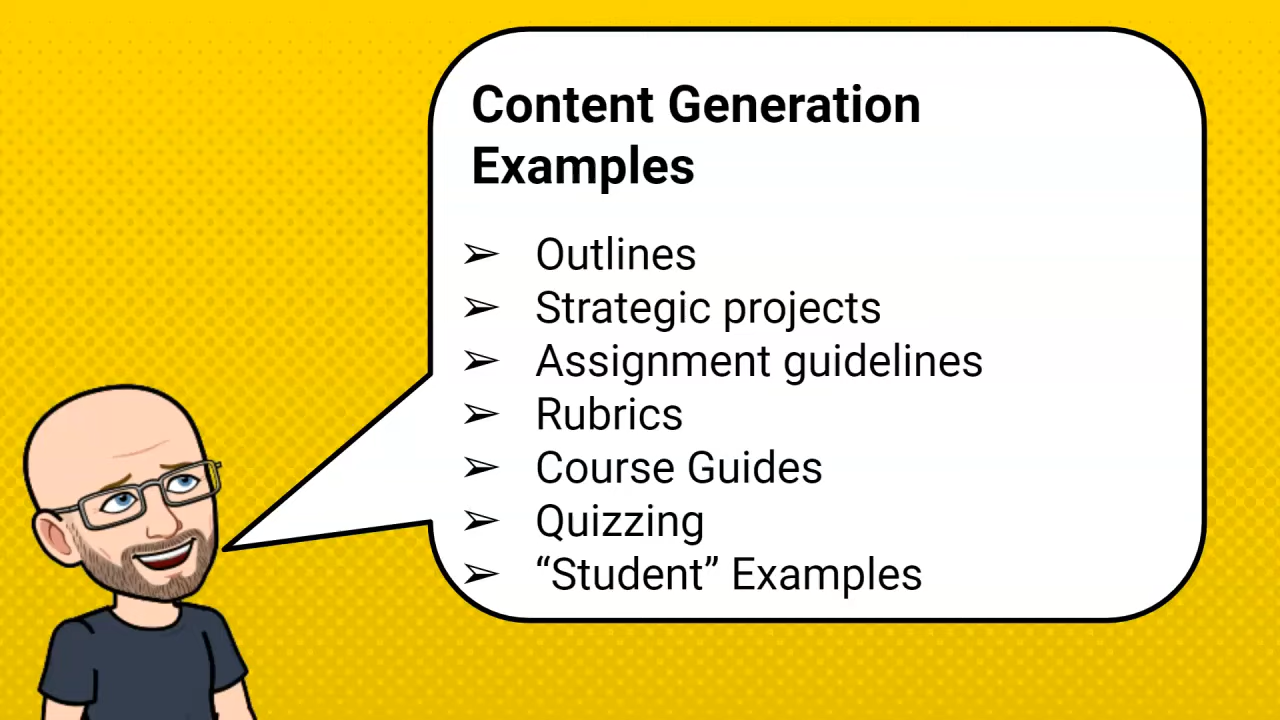 Content Generation
Examples
➢ Outlines
➢ Strategic projects
➢ Assignment guidelines
➢ Rubrics
➢ Course Guides
➢ Quizzing
➢ “Student” Examples